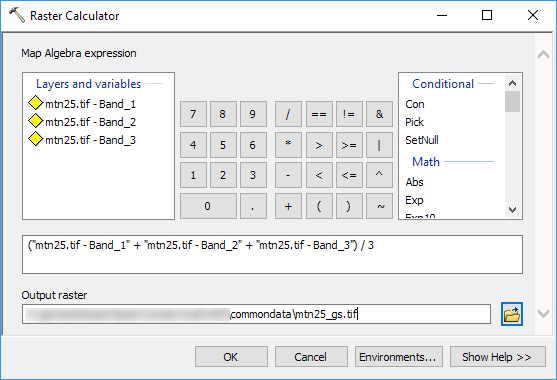 Raster Calculator
Map Algebra expression
Layers and variables
mtn25.tif - Band_1
mtn25.tif - Band_2
mtn25.tif - Band_3
7 8 9 / == != &
4 5 6 * > >= |
1 2 3 - < <= ^
0 . + ( ) ~
Conditional
Con
Pick
SetNull
Math
Abs
Exp
Exp10
("mtn25.tif - Band_1" + "mtn25.tif - Band_2" + "mtn25.tif - Band_3") / 3
Output raster
commondata\mtn25_gs.tif
OK Cancel Environments... Show Help >>